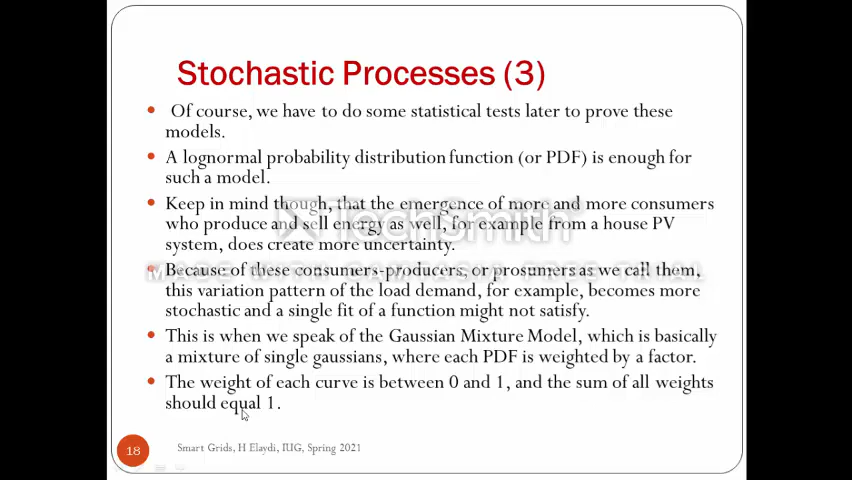 Stochastic Processes (3)
Of course, we have to do some statistical tests later to prove these
models.
A lognormal probability distribution function (or PDF) is enough for
such a model.
Keep in mind though, that the emergence of more and more consumers
who produce and sell energy as well, for example from a house PV
system, does create more uncertainty.
TechSmith
MADE WITH CAMTASIA FREE TRIAL
Because of these consumers-producers, or prosumers as we call them,
this variation pattern of the load demand, for example, becomes more
stochastic and a single fit of a function might not satisfy.
This is when we speak of the Gaussian Mixture Model, which is basically
a mixture of single gaussians, where each PDF is weighted by a factor.
The weight of each curve is between 0 and 1, and the sum of all weights
should equal 1.
18
Smart Grids, H Elaydi, IUG, Spring 2021